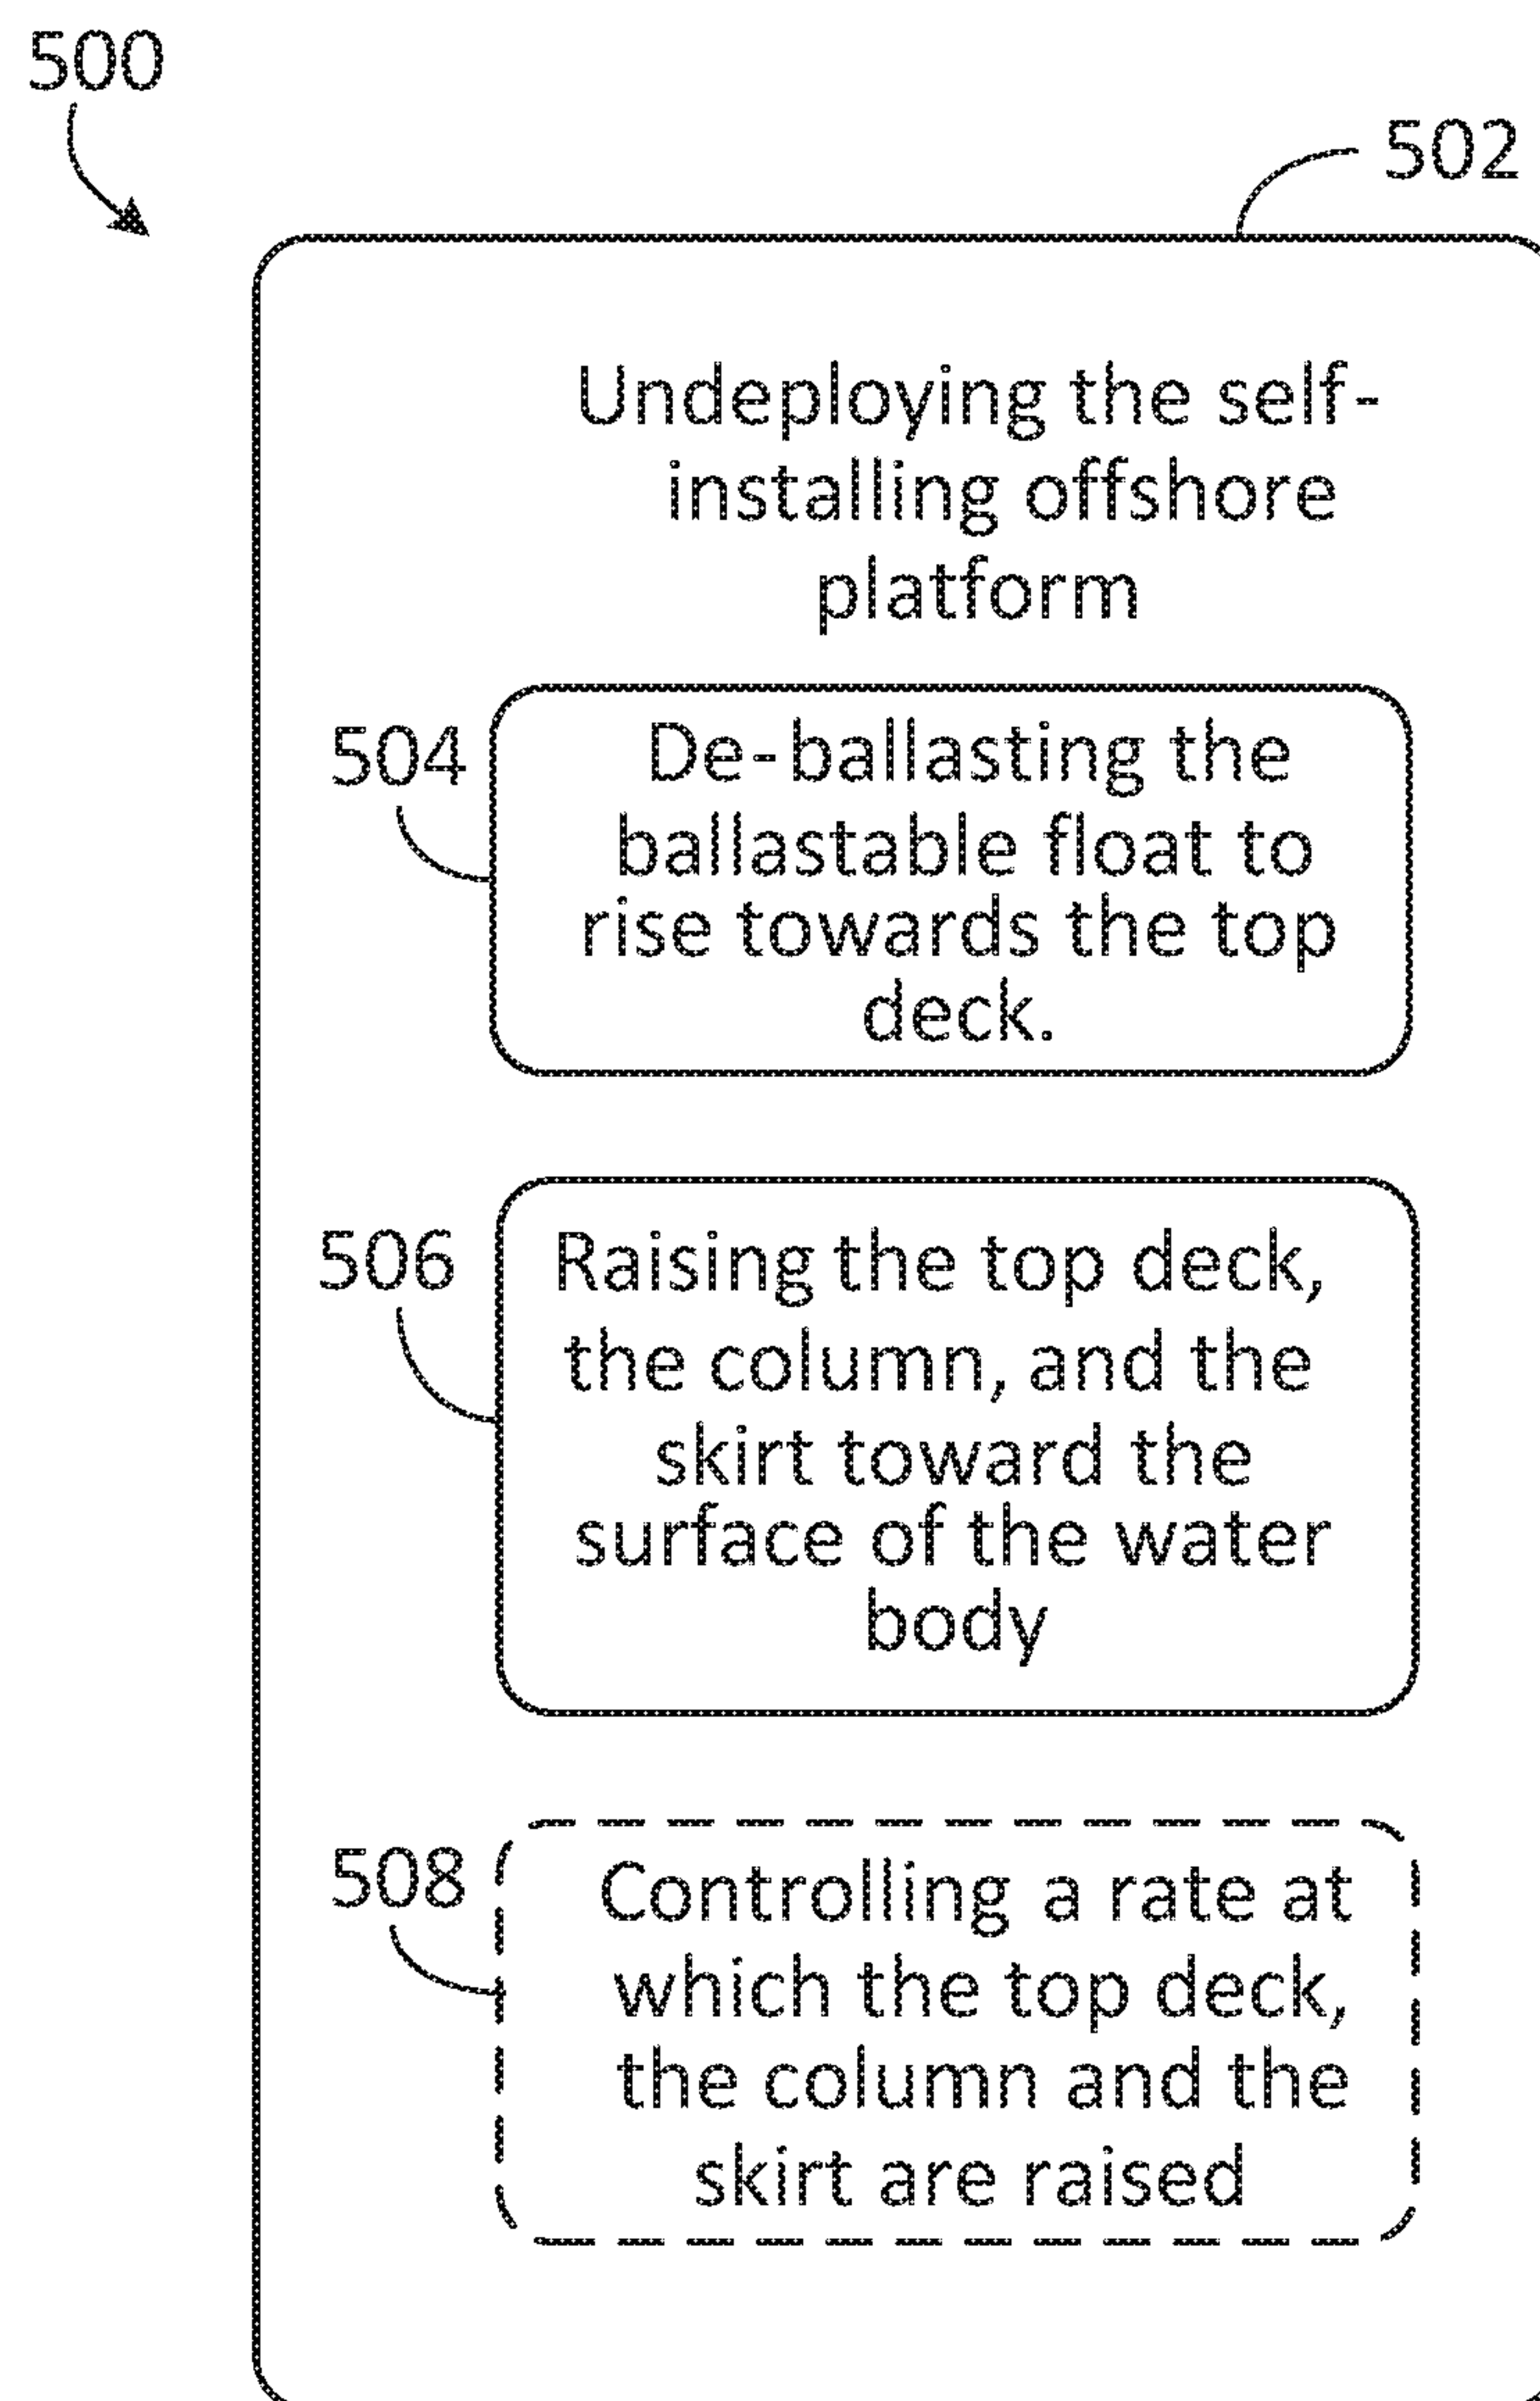 500
502
Undeploying the self-
installing offshore
platform
504
De-ballasting the
ballastable float to
rise towards the top
deck.
506
Raising the top deck,
the column, and the
skirt toward the
surface of the water
body
508
Controlling a rate at
which the top deck,
the column and the
skirt are raised